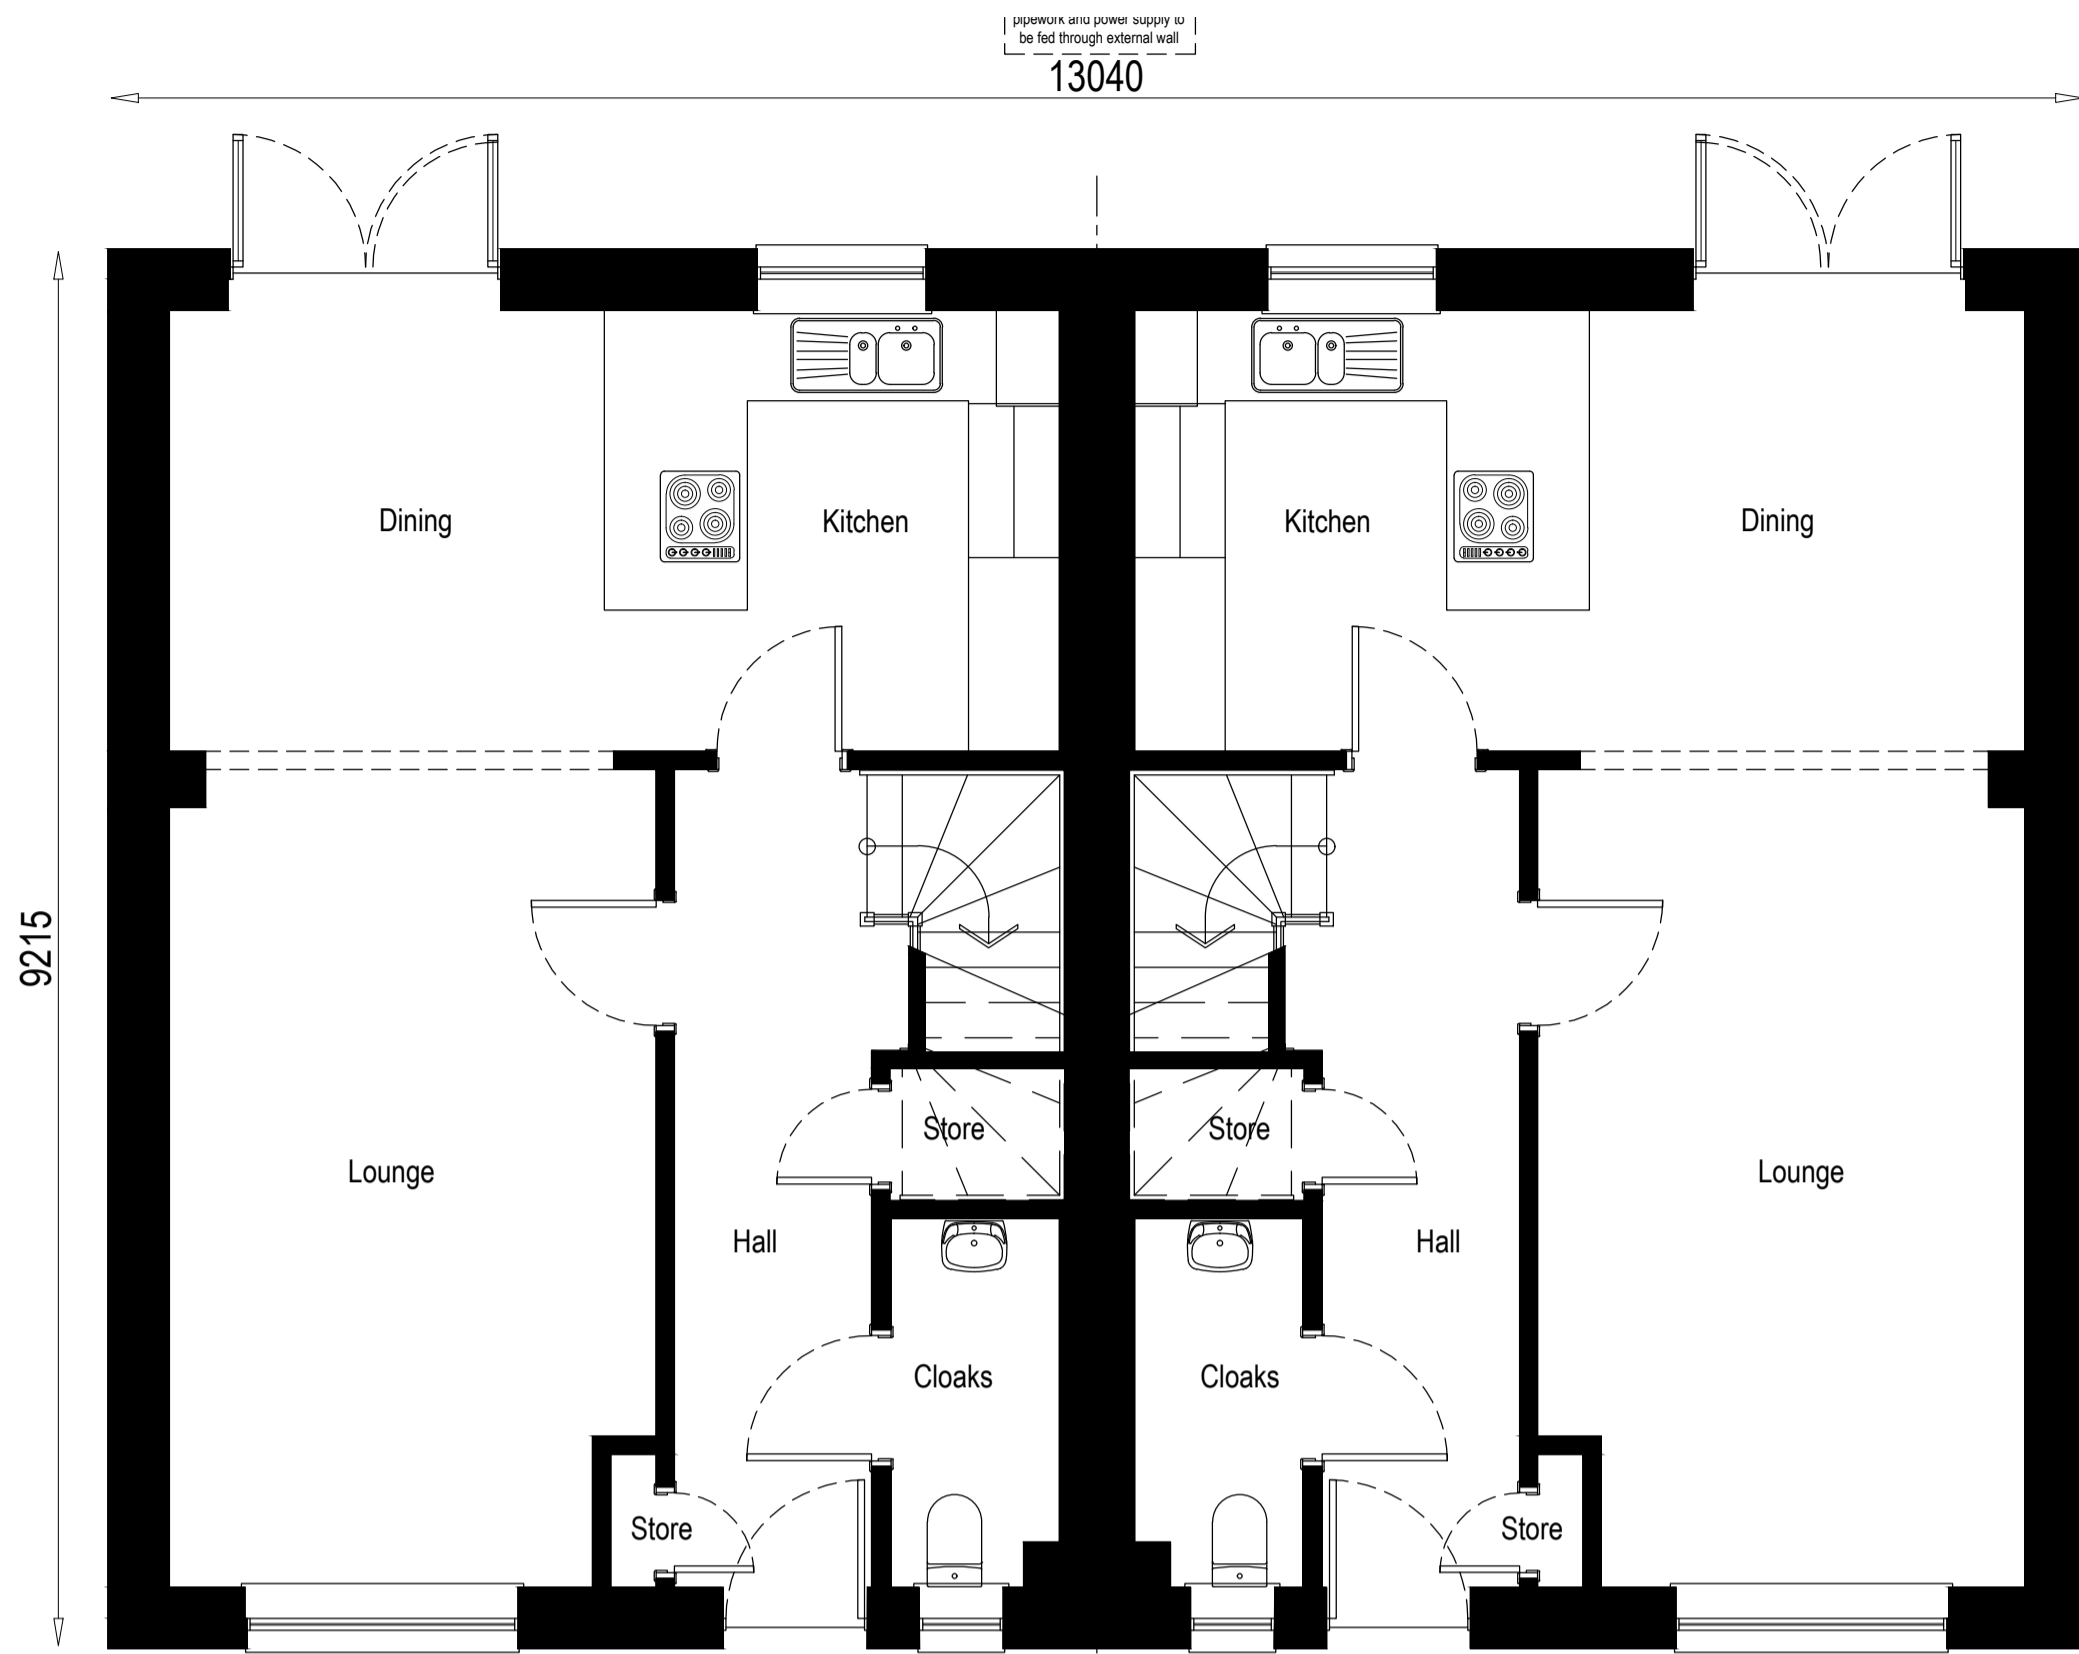 pipework and power supply to
be fed through external wall
13040
Dining
Kitchen
Kitchen
Dining
9215
Store
Store
Lounge
Lounge
Hall
Hall
Cloaks
Cloaks
Store
Store